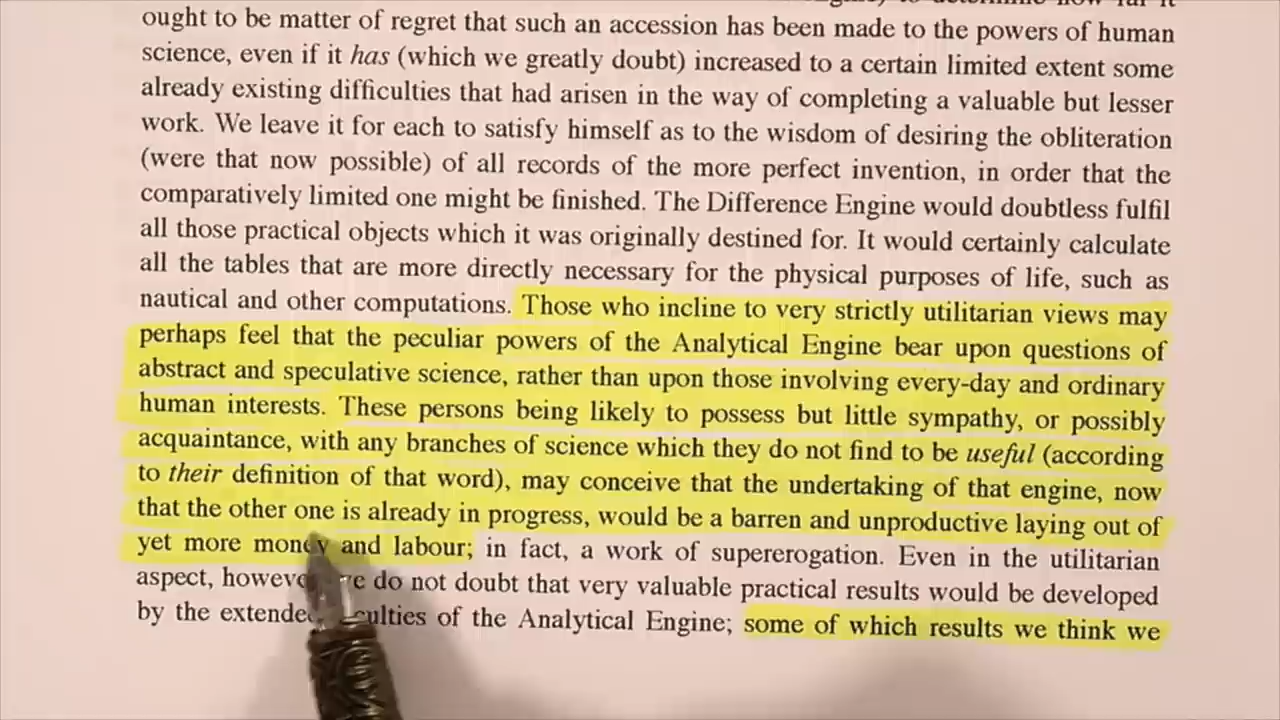 ought to be matter of regret that such an accession has been made to the powers of human
science, even if it has (which we greatly doubt) increased to a certain limited extent some
already existing difficulties that had arisen in the way of completing a valuable but lesser
work. We leave it for each to satisfy himself as to the wisdom of desiring the obliteration
(were that now possible) of all records of the more perfect invention, in order that the
comparatively limited one might be finished. The Difference Engine would doubtless fulfil
all those practical objects which it was originally destined for. It would certainly calculate
all the tables that are more directly necessary for the physical purposes of life, such as
nautical and other computations. Those who incline to very strictly utilitarian views may
perhaps feel that the peculiar powers of the Analytical Engine bear upon questions of
abstract and speculative science, rather than upon those involving every-day and ordinary
human interests. These persons being likely to possess but little sympathy, or possibly
acquaintance, with any branches of science which they do not find to be useful (according
to their definition of that word), may conceive that the undertaking of that engine, now
that the other one is already in progress, would be a barren and unproductive laying out of
yet more money and labour; in fact, a work of supererogation. Even in the utilitarian
aspect, do not doubt that very valuable practical results would be developed
by the of the Analytical Engine; some of which results we think we